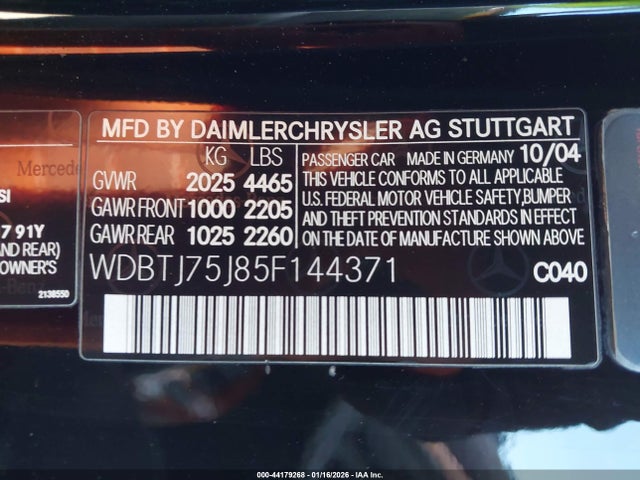 MFD BY DAIMLERCHRYSLER AG STUTTGART
KG LBS
GVWR 2025 4465
GAWR FRONT 1000 2205
GAWR REAR 1025 2260
PASSENGER CAR MADE IN GERMANY 10/04
THIS VEHICLE CONFORMS TO ALL APPLICABLE
U.S. FEDERAL MOTOR VEHICLE SAFETY, BUMPER
AND THEFT PREVENTION STANDARDS IN EFFECT
ON THE DATE OF MANUFACTURE SHOWN ABOVE.
WDBTJ75J85F144371
C040
Mercede
SI
7 91Y
AND REAR)
OWNER'S
2138550
000-44179268 - 01/16/2026 - IAA Inc.